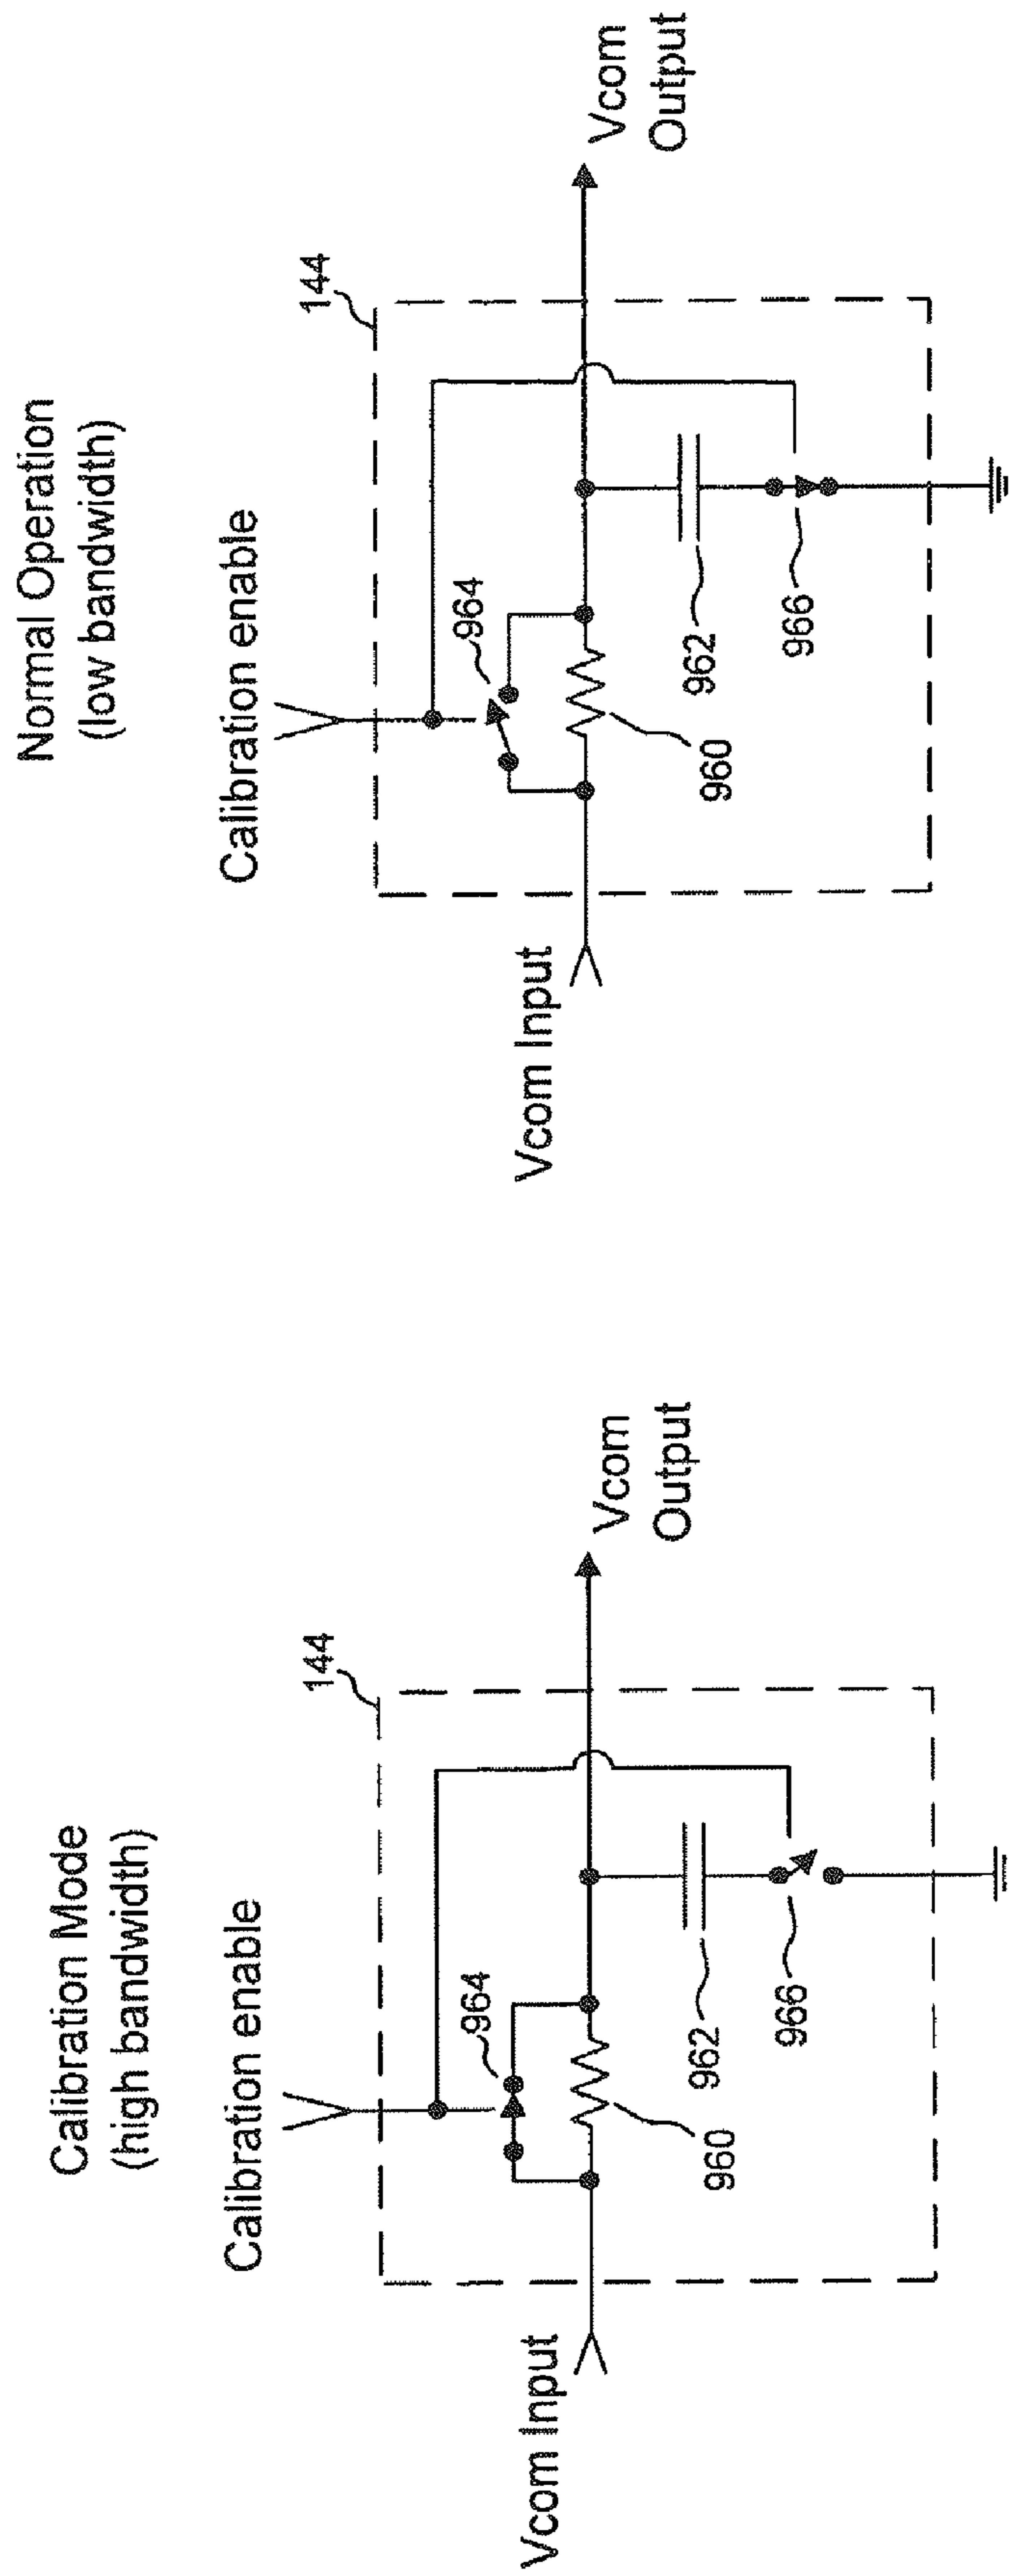 Calibration Mode
(high bandwidth)
Calibration enable
144
964
Vcom Input
Vcom
Output
960
962
966
Normal Operation
(low bandwidth)
Calibration enable
144
964
Vcom Input
Vcom
Output
960
962
966